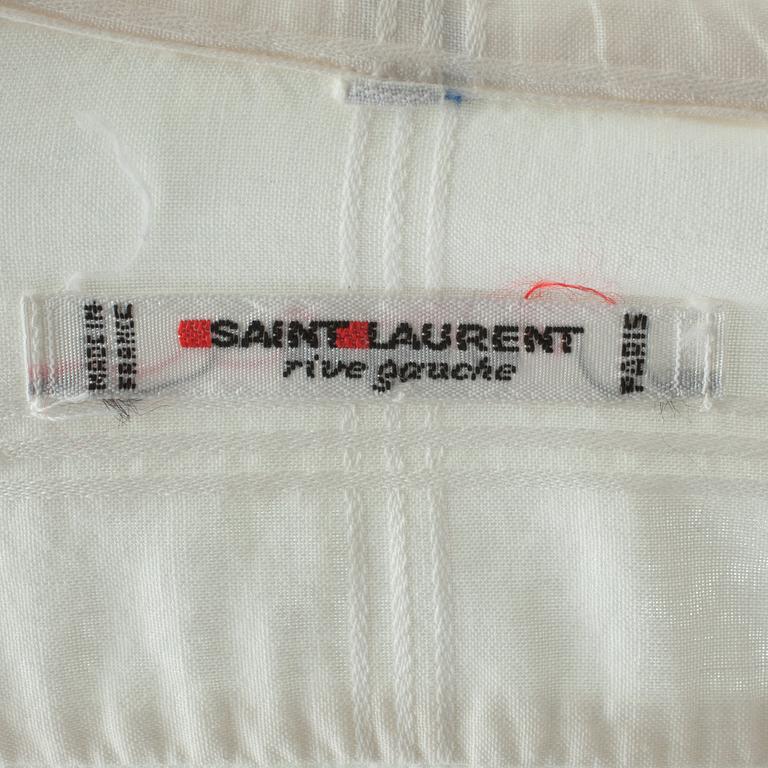 MADE IN
FRANCE
SAINT LAURENT
rive gauche
PARIS